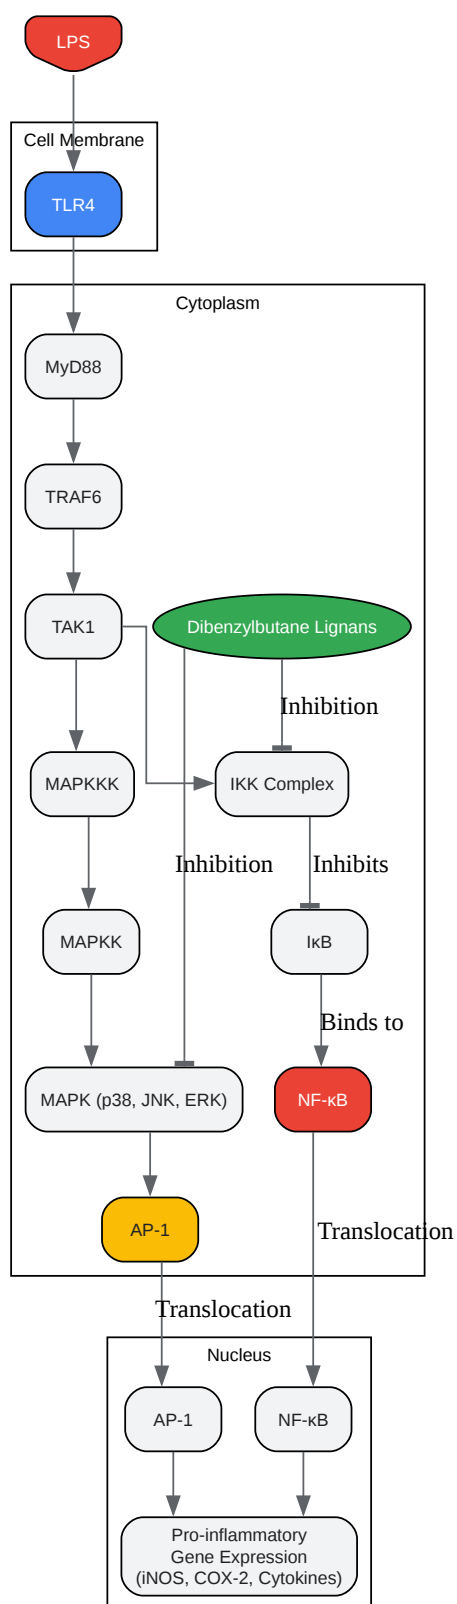 LPS
Cell Membrane
TLR4
Cytoplasm
MyD88
TRAF6
TAK1
Dibenzylbutane Lignans
Inhibition
MAPKKK
IKK Complex
Inhibition
Inhibits
MAPKK
IκB
Binds to
MAPK (p38, JNK, ERK)
NF-κB
AP-1
Translocation
Translocation
Nucleus
AP-1
NF-κB
Pro-inflammatory
Gene Expression
(iNOS, COX-2, Cytokines)